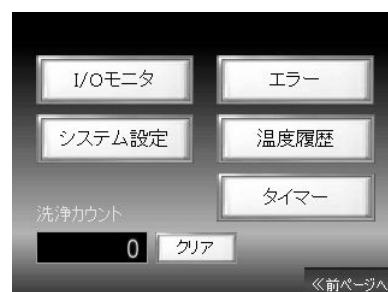 I/Oモニタ
エラー
システム設定
温度履歴
タイマー
洗浄カウント
0
クリア
≪前ページへ